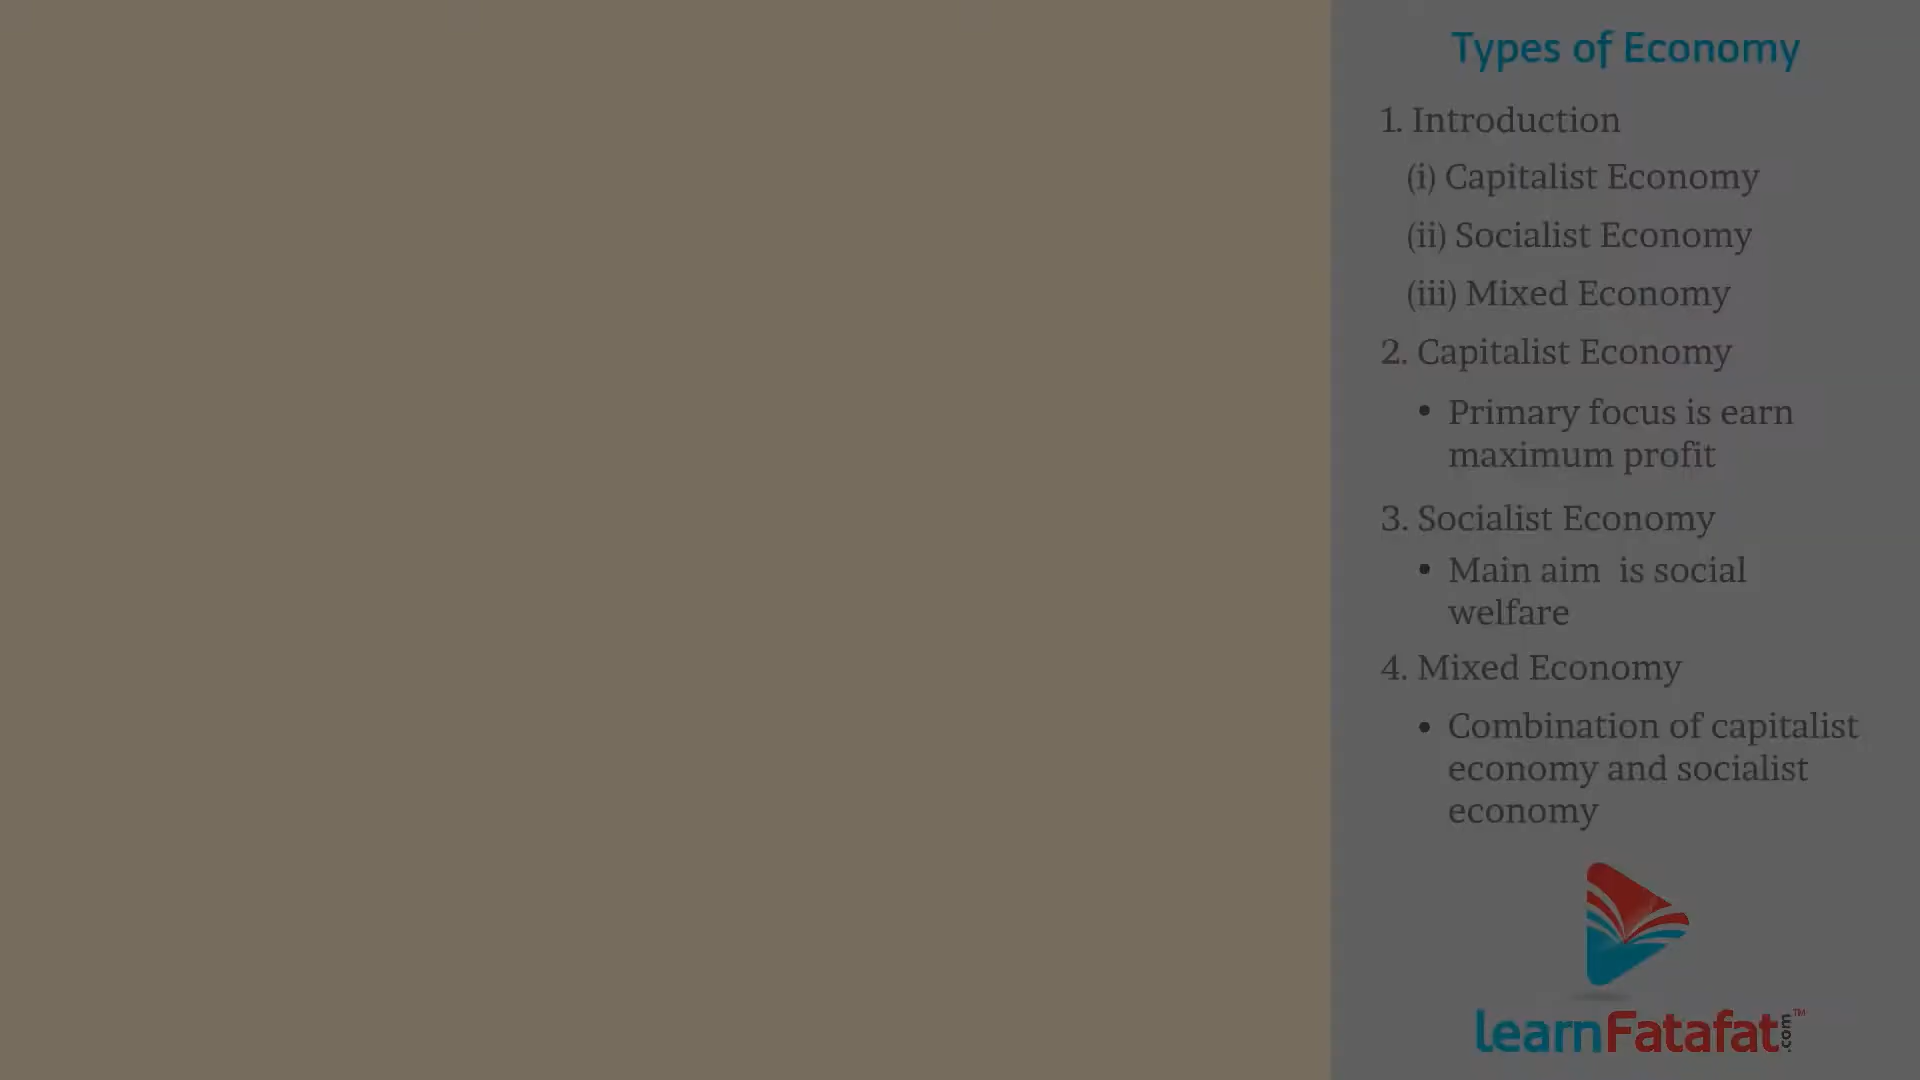 Types of Economy
1. Introduction
(i) Capitalist Economy
(ii) Socialist Economy
(iii) Mixed Economy
2. Capitalist Economy
• Primary focus is earn
maximum profit
3. Socialist Economy
• Main aim  is social
welfare
4. Mixed Economy
• Combination of capitalist
economy and socialist
economy
learnFatafat.com™